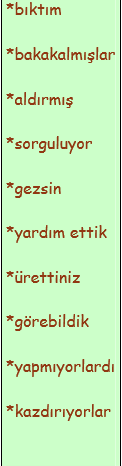 *bıktım
*bakakalmışlar
*aldırmış
*sorguluyor
*gezsin
*yardım ettik
*ürettiniz
*görebildik
*yapmıyorlardı
*kazdırıyorlar